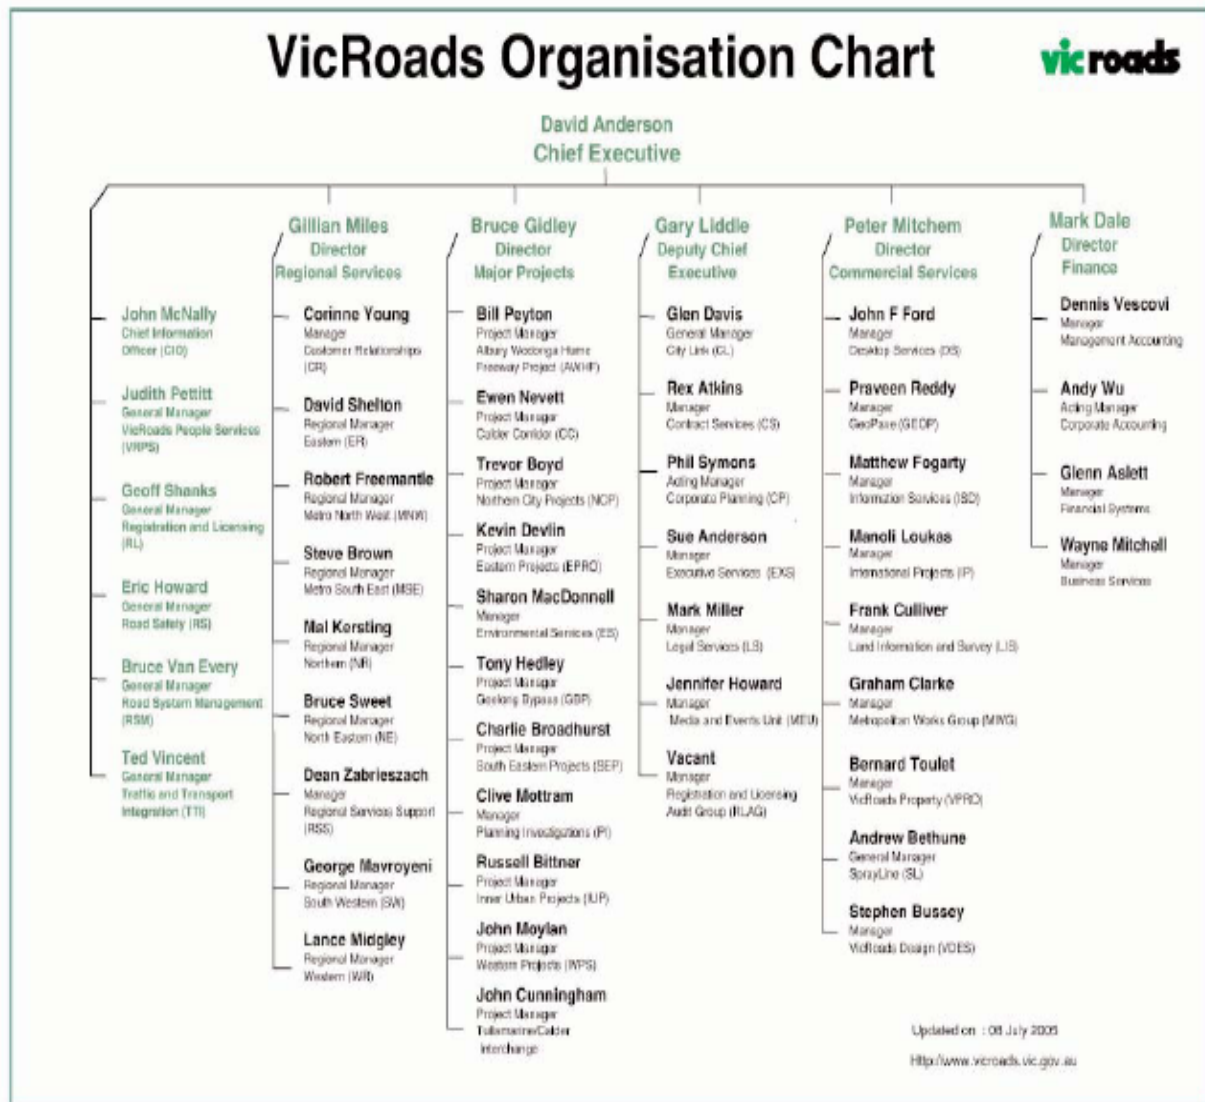 VicRoads Organisation Chart
vic roads
David Anderson
Chief Executive
John McNally
Chief Information
Officer (CIO)
Judith Pettitt
General Manager
VicRoads People Services
(VRPS)
Geoff Shanks
General Manager
Registration and Licensing
(RL)
Eric Howard
General Manager
Road Safety (RS)
Bruce Van Every
General Manager
Road System Management
(RSM)
Ted Vincent
General Manager
Traffic and Transport
Integration (TTI)
Gillian Miles
Director
Regional Services
Corinne Young
Manager
Customer Relationships
(CR)
David Shelton
Regional Manager
Eastern (ER)
Robert Freemantle
Regional Manager
Metro North West (MNW)
Steve Brown
Regional Manager
Metro South East (MSE)
Mal Kersting
Regional Manager
Northern (NR)
Bruce Sweet
Regional Manager
North Eastern (NE)
Dean Zabrieszach
Manager
Regional Services Support
(RSS)
George Mavroyeni
Regional Manager
South Western (SW)
Lance Midgley
Regional Manager
Western (WR)
Bruce Gidley
Director
Major Projects
Bill Peyton
Project Manager
Albury Wodonga Hume
Freeway Project (AWHF)
Ewen Nevett
Project Manager
Calder Corridor (CC)
Trevor Boyd
Project Manager
Northern City Projects (NCP)
Kevin Devlin
Project Manager
Eastern Projects (EPRO)
Sharon MacDonnell
Manager
Environmental Services (ES)
Tony Hedley
Project Manager
Geelong Bypass (GBP)
Charlie Broadhurst
Project Manager
South Eastern Projects (SEP)
Clive Mottram
Manager
Planning Investigations (PI)
Russell Bittner
Project Manager
Inner Urban Projects (IUP)
John Moylan
Project Manager
Western Projects (WPS)
John Cunningham
Project Manager
Tullamarine/Calder
Interchange
Gary Liddle
Deputy Chief
Executive
Glen Davis
General Manager
City Link (CL)
Rex Atkins
Manager
Contract Services (CS)
Phil Symons
Acting Manager
Corporate Planning (CP)
Sue Anderson
Manager
Executive Services (EXS)
Mark Miller
Manager
Legal Services (LS)
Jennifer Howard
Manager
Media and Events Unit (MEU)
Vacant
Manager
Registration and Licensing
Audit Group (RLAG)
Peter Mitchem
Director
Commercial Services
John F Ford
Manager
Desktop Services (DS)
Praveen Reddy
Manager
GeoPave (GEOP)
Matthew Fogarty
Manager
Information Services (ISD)
Manoli Loukas
Manager
International Projects (IP)
Frank Culliver
Manager
Land Information and Survey (LIS)
Graham Clarke
Manager
Metropolitan Works Group (MWG)
Bernard Toulet
Manager
VicRoads Property (VPRO)
Andrew Bethune
General Manager
SprayLine (SL)
Stephen Bussey
Manager
VicRoads Design (VDES)
Mark Dale
Director
Finance
Dennis Vescovi
Manager
Management Accounting
Andy Wu
Acting Manager
Corporate Accounting
Glenn Aslett
Manager
Financial Systems
Wayne Mitchell
Manager
Business Services
Updated on : 08 July 2005
Http://www.vicroads.vic.gov.au